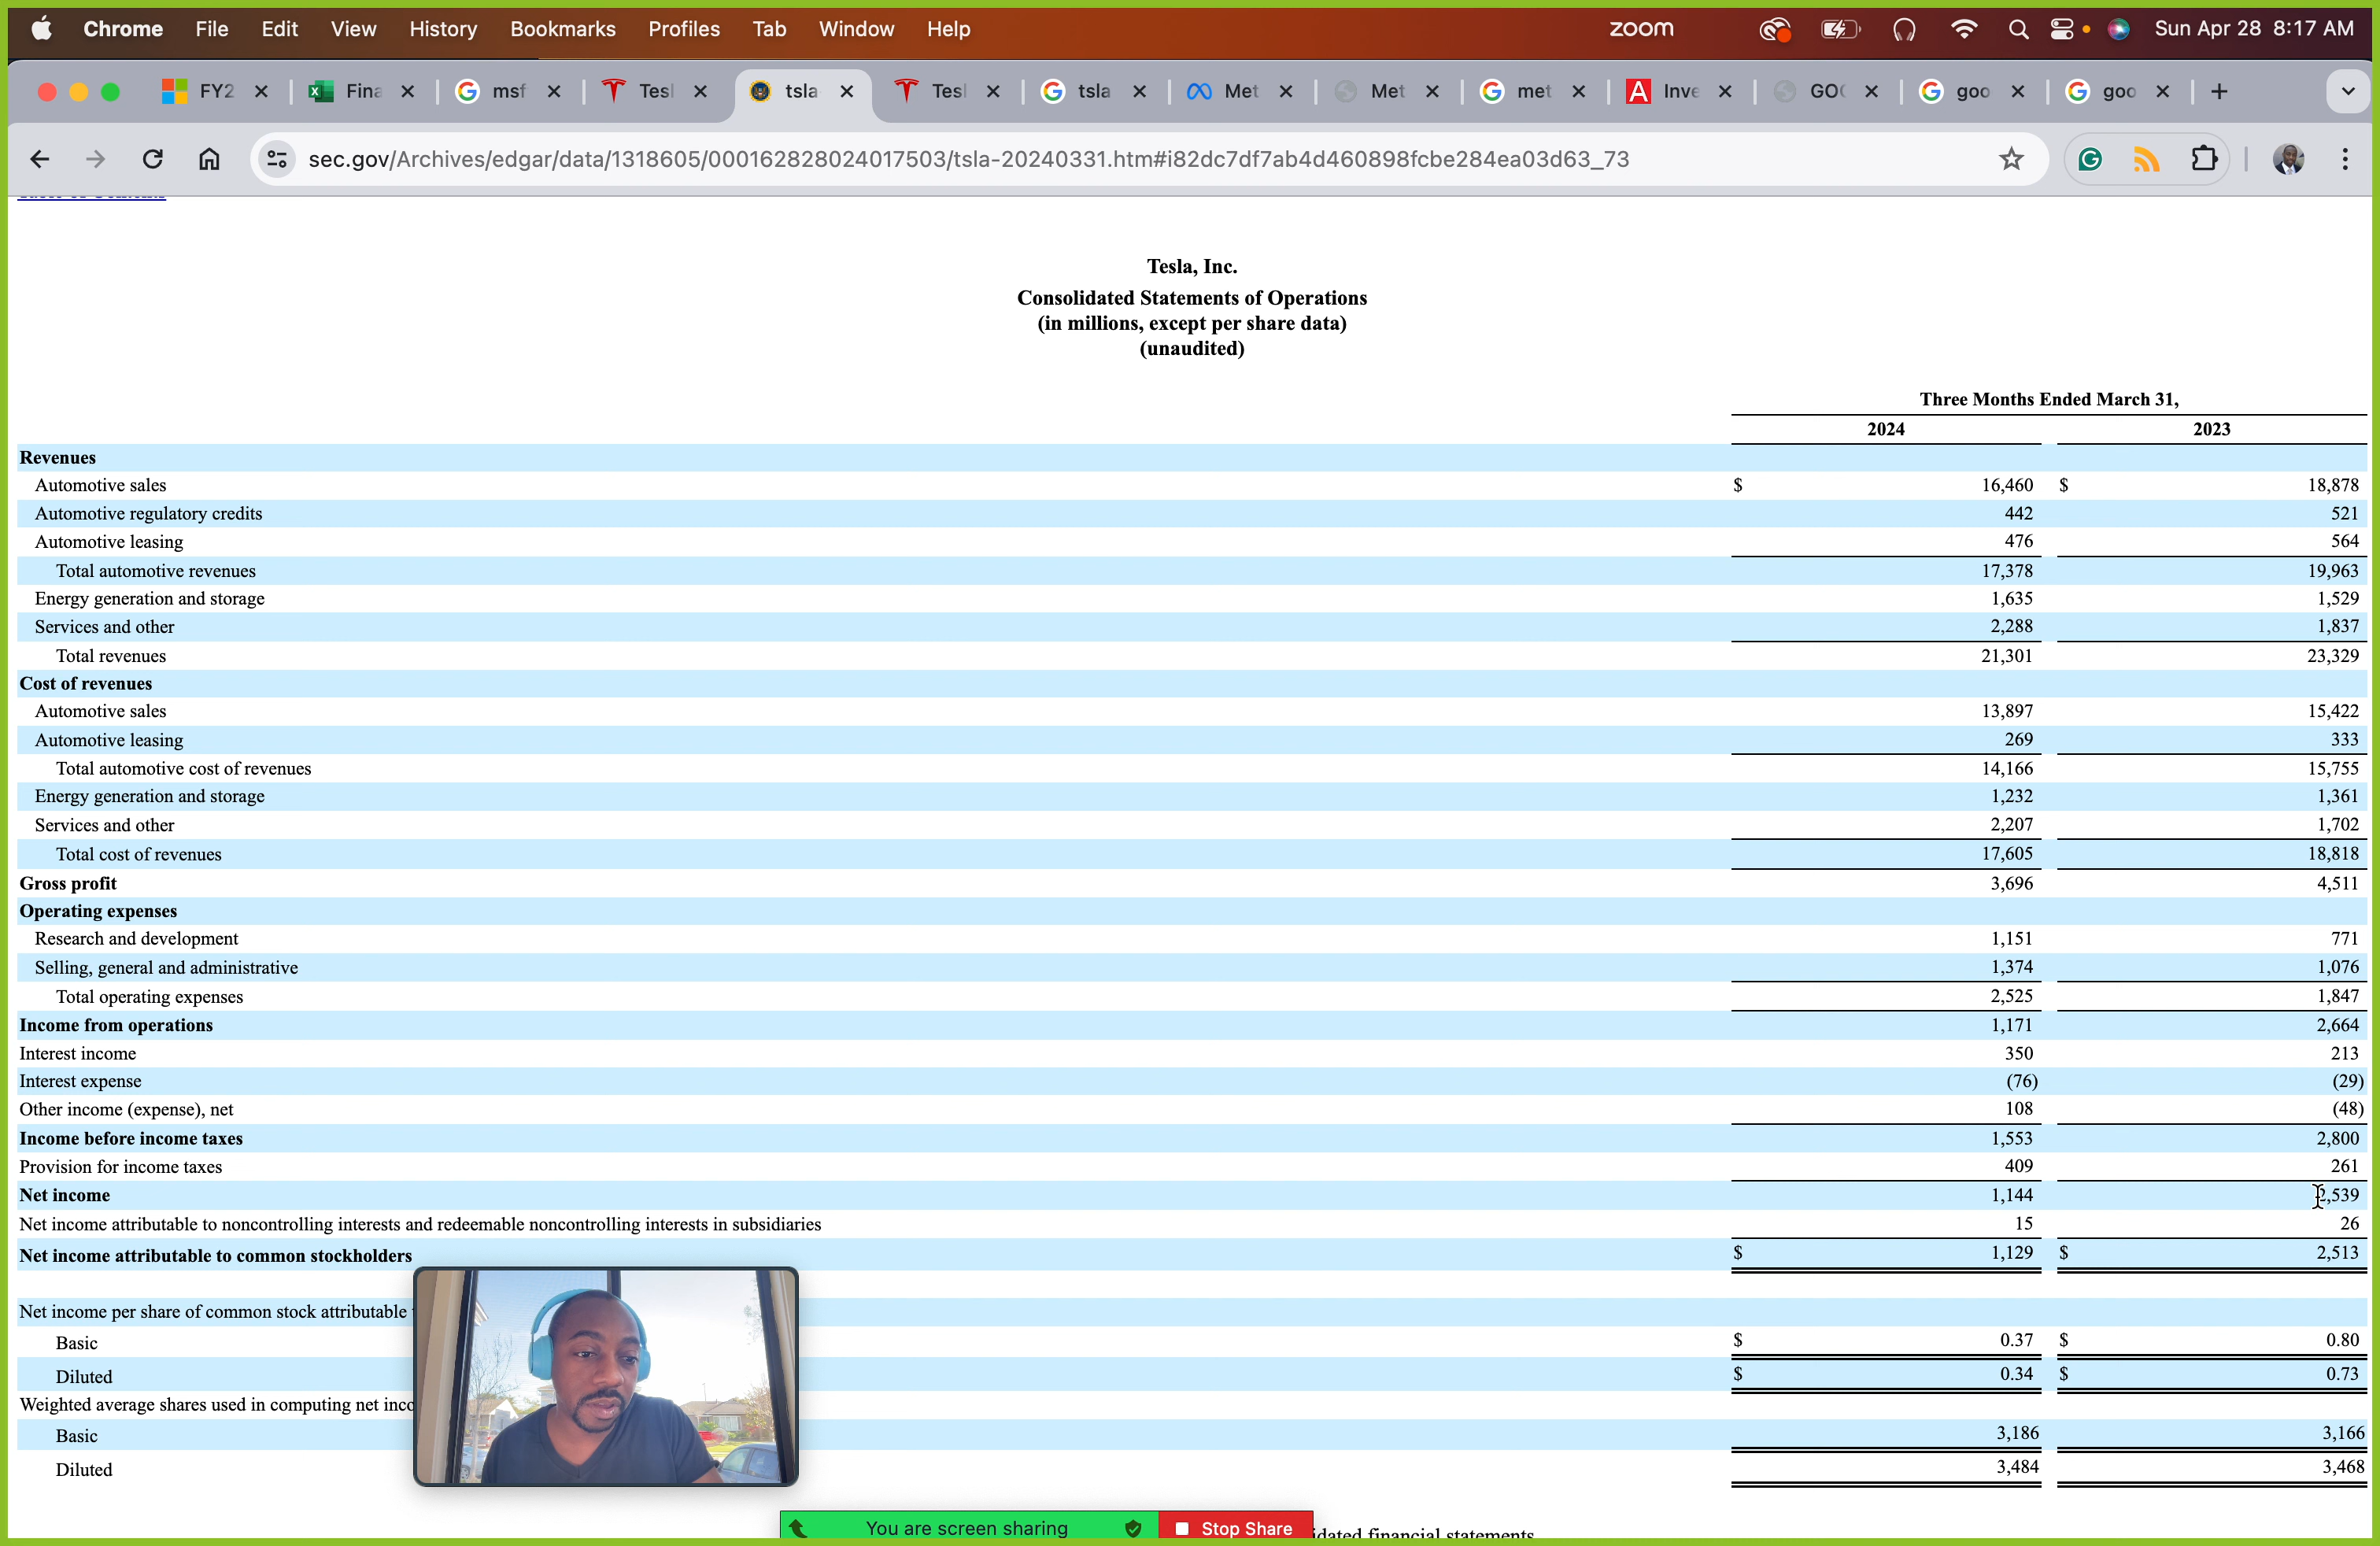 Chrome File Edit View History Bookmarks Profiles Tab Window Help zoom Sun Apr 28 8:17 AM
FY2 Fina msf Tesl tsla Tesl tsla Met Met met Inve GOO goo goo
sec.gov/Archives/edgar/data/1318605/000162828024017503/tsla-20240331.htm#i82dc7df7ab4d460898fcbe284ea03d63_73
Tesla, Inc.
Consolidated Statements of Operations
(in millions, except per share data)
(unaudited)
Three Months Ended March 31,
2024 2023
Revenues
Automotive sales $ 16,460 $ 18,878
Automotive regulatory credits 442 521
Automotive leasing 476 564
Total automotive revenues 17,378 19,963
Energy generation and storage 1,635 1,529
Services and other 2,288 1,837
Total revenues 21,301 23,329
Cost of revenues
Automotive sales 13,897 15,422
Automotive leasing 269 333
Total automotive cost of revenues 14,166 15,755
Energy generation and storage 1,232 1,361
Services and other 2,207 1,702
Total cost of revenues 17,605 18,818
Gross profit 3,696 4,511
Operating expenses
Research and development 1,151 771
Selling, general and administrative 1,374 1,076
Total operating expenses 2,525 1,847
Income from operations 1,171 2,664
Interest income 350 213
Interest expense (76) (29)
Other income (expense), net 108 (48)
Income before income taxes 1,553 2,800
Provision for income taxes 409 261
Net income 1,144 2,539
Net income attributable to noncontrolling interests and redeemable noncontrolling interests in subsidiaries 15 26
Net income attributable to common stockholders $ 1,129 $ 2,513
Net income per share of common stock attributable
Basic $ 0.37 $ 0.80
Diluted $ 0.34 $ 0.73
Weighted average shares used in computing net inco
Basic 3,186 3,166
Diluted 3,484 3,468
You are screen sharing Stop Share idated financial statements